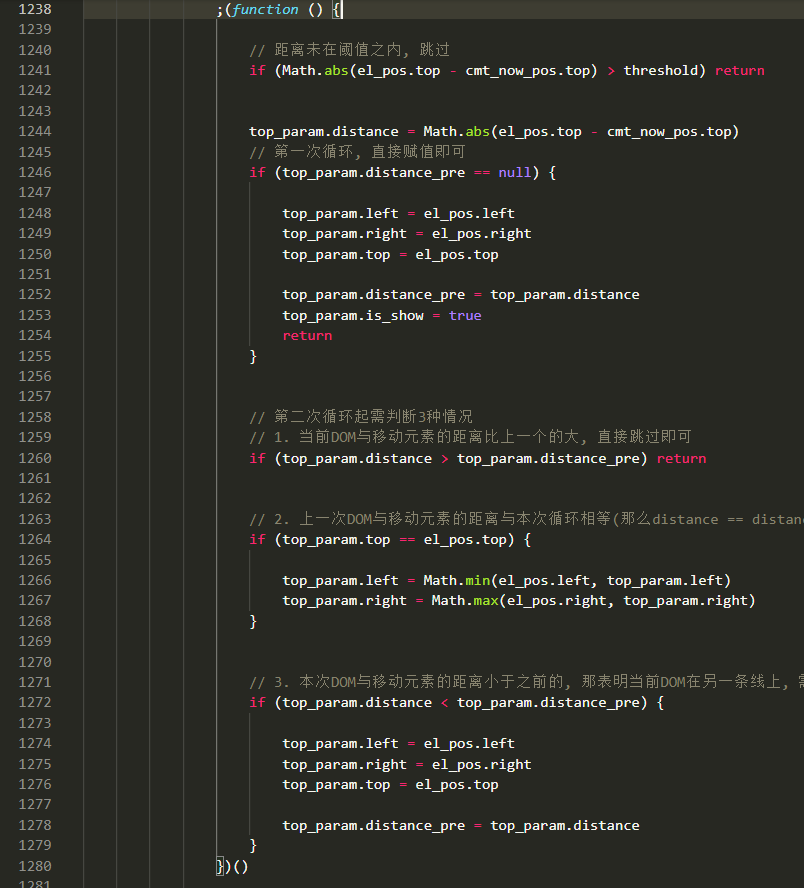 1238 ;(function () {
1239
1240 // 距离未在阈值之内, 跳过
1241 if (Math.abs(el_pos.top - cmt_now_pos.top) > threshold) return
1242
1243
1244 top_param.distance = Math.abs(el_pos.top - cmt_now_pos.top)
1245 // 第一次循环, 直接赋值即可
1246 if (top_param.distance_pre == null) {
1247
1248 top_param.left = el_pos.left
1249 top_param.right = el_pos.right
1250 top_param.top = el_pos.top
1251
1252 top_param.distance_pre = top_param.distance
1253 top_param.is_show = true
1254 return
1255 }
1256
1257
1258 // 第二次循环起需判断3种情况
1259 // 1. 当前DOM与移动元素的距离比上一个的大, 直接跳过即可
1260 if (top_param.distance > top_param.distance_pre) return
1261
1262
1263 // 2. 上一次DOM与移动元素的距离与本次循环相等(那么distance == distan
1264 if (top_param.top == el_pos.top) {
1265
1266 top_param.left = Math.min(el_pos.left, top_param.left)
1267 top_param.right = Math.max(el_pos.right, top_param.right)
1268 }
1269
1270
1271 // 3. 本次DOM与移动元素的距离小于之前的, 那表明当前DOM在另一条线上,
1272 if (top_param.distance < top_param.distance_pre) {
1273
1274 top_param.left = el_pos.left
1275 top_param.right = el_pos.right
1276 top_param.top = el_pos.top
1277
1278 top_param.distance_pre = top_param.distance
1279 }
1280 })()
1281